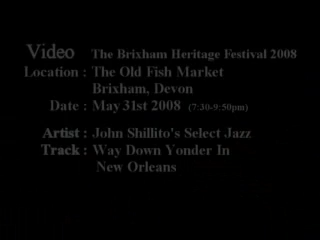 Video The Brixham Heritage Festival 2008
Location : The Old Fish Market
Brixham, Devon
Date : May 31st 2008 (7:30-9:50pm)
Artist : John Shillito's Select Jazz
Track : Way Down Yonder In
New Orleans